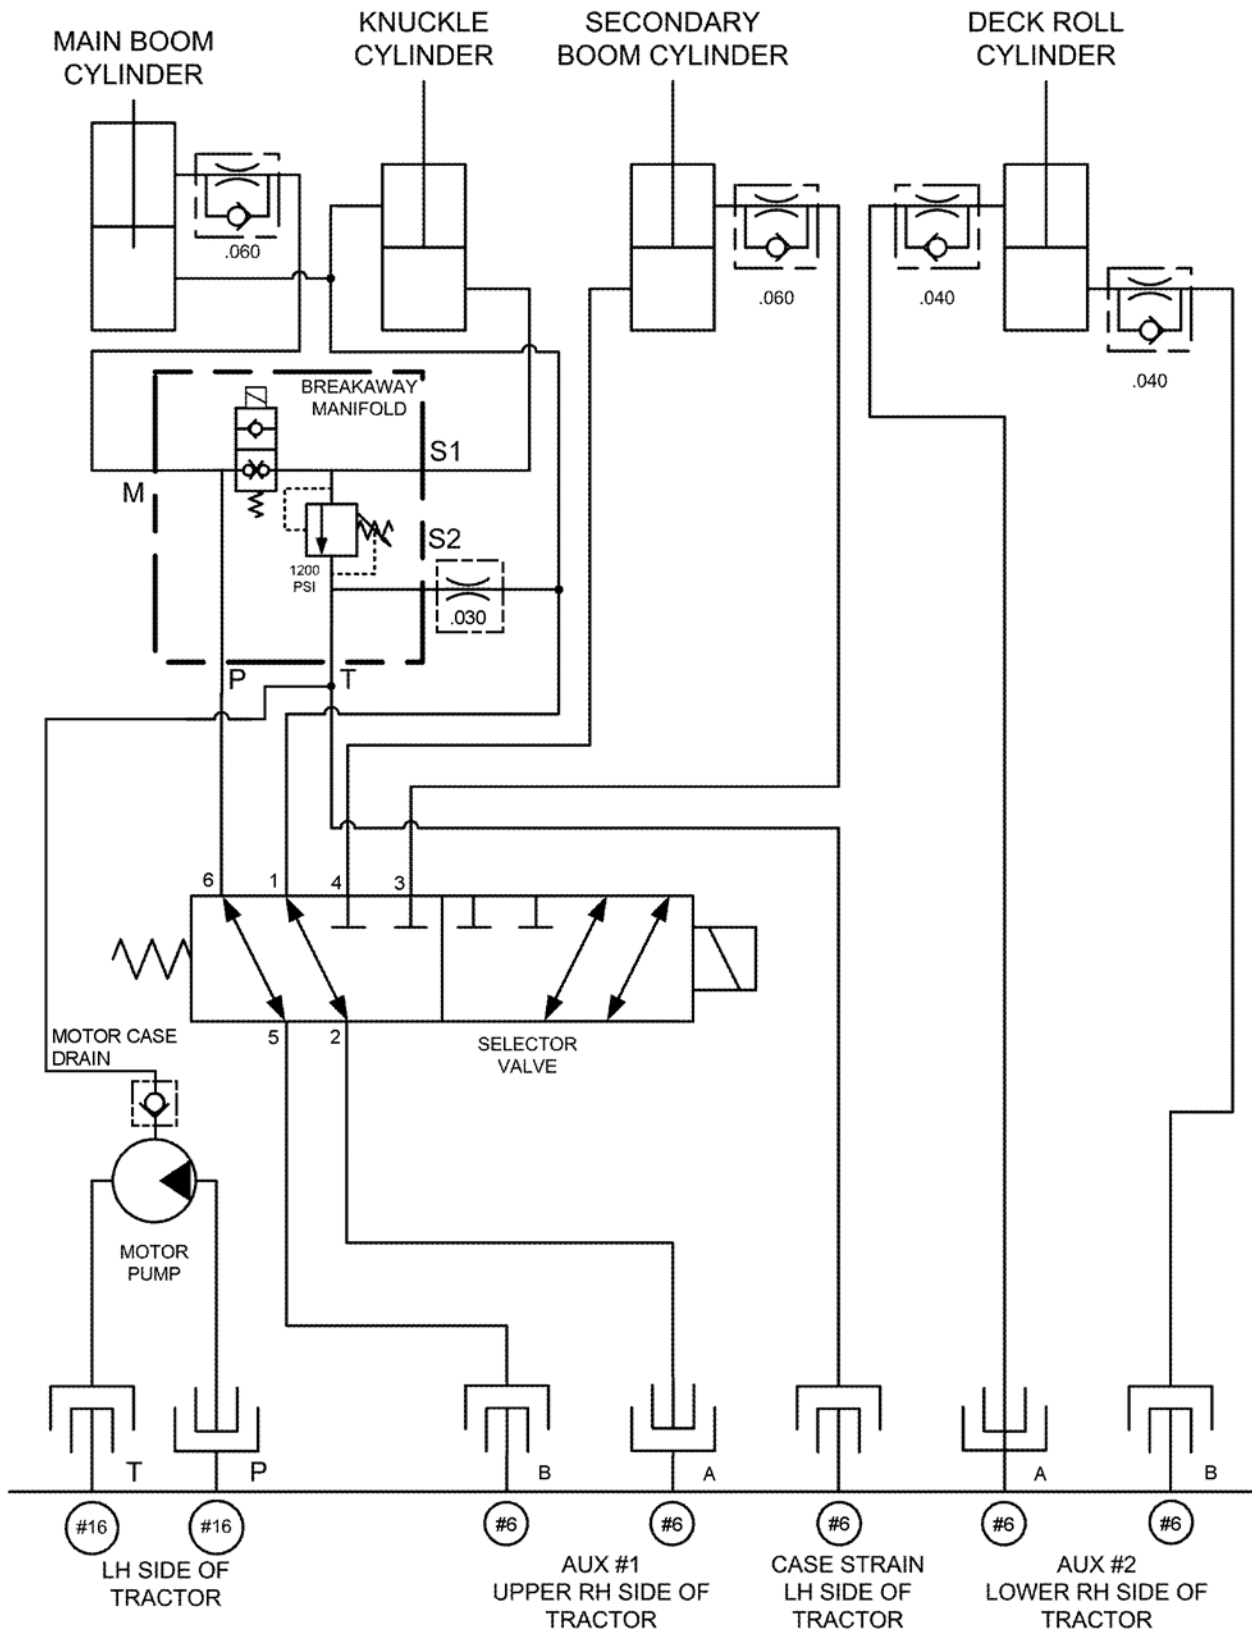 MAIN BOOM
CYLINDER
KNUCKLE
CYLINDER
SECONDARY
BOOM CYLINDER
DECK ROLL
CYLINDER
.060
.060
.040
.040
BREAKAWAY
MANIFOLD
S1
M
S2
1200
PSI
.030
P
T
6
1
4
3
5
2
SELECTOR
VALVE
MOTOR CASE
DRAIN
MOTOR
PUMP
T
P
B
A
A
B
#16
#16
#6
#6
#6
#6
#6
LH SIDE OF
TRACTOR
AUX #1
UPPER RH SIDE OF
TRACTOR
CASE STRAIN
LH SIDE OF
TRACTOR
AUX #2
LOWER RH SIDE OF
TRACTOR